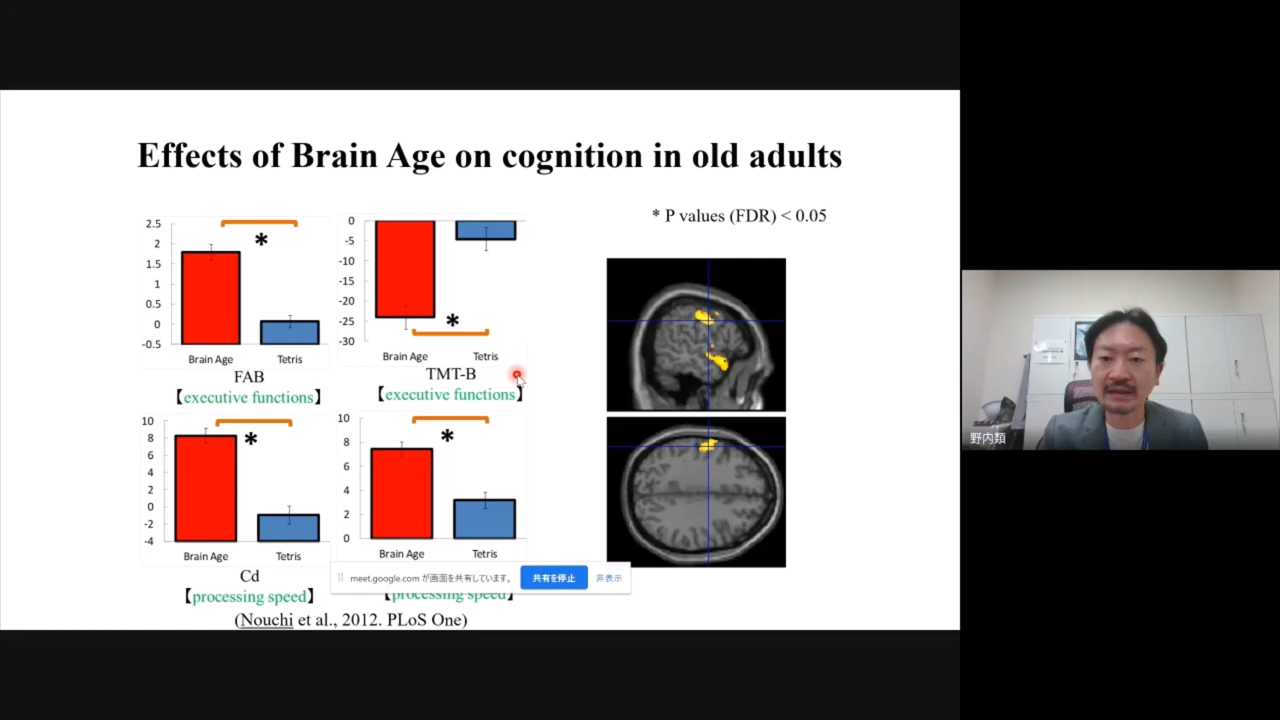 Effects of Brain Age on cognition in old adults
* P values (FDR) < 0.05
2.5
2
1.5
1
0.5
0
-0.5
*
Brain Age
Tetris
FAB
【executive functions】
0
-5
-10
-15
-20
-25
-30
*
Brain Age
Tetris
TMT-B
【executive functions】
10
8
6
4
2
0
-2
-4
*
Brain Age
Tetris
Cd
【processing speed】
10
8
6
4
2
0
*
Brain Age
Tetris
【processing speed】
meet.google.com が画面を共有しています。
共有を停止
非表示
(Nouchi et al., 2012. PLoS One)
野内類